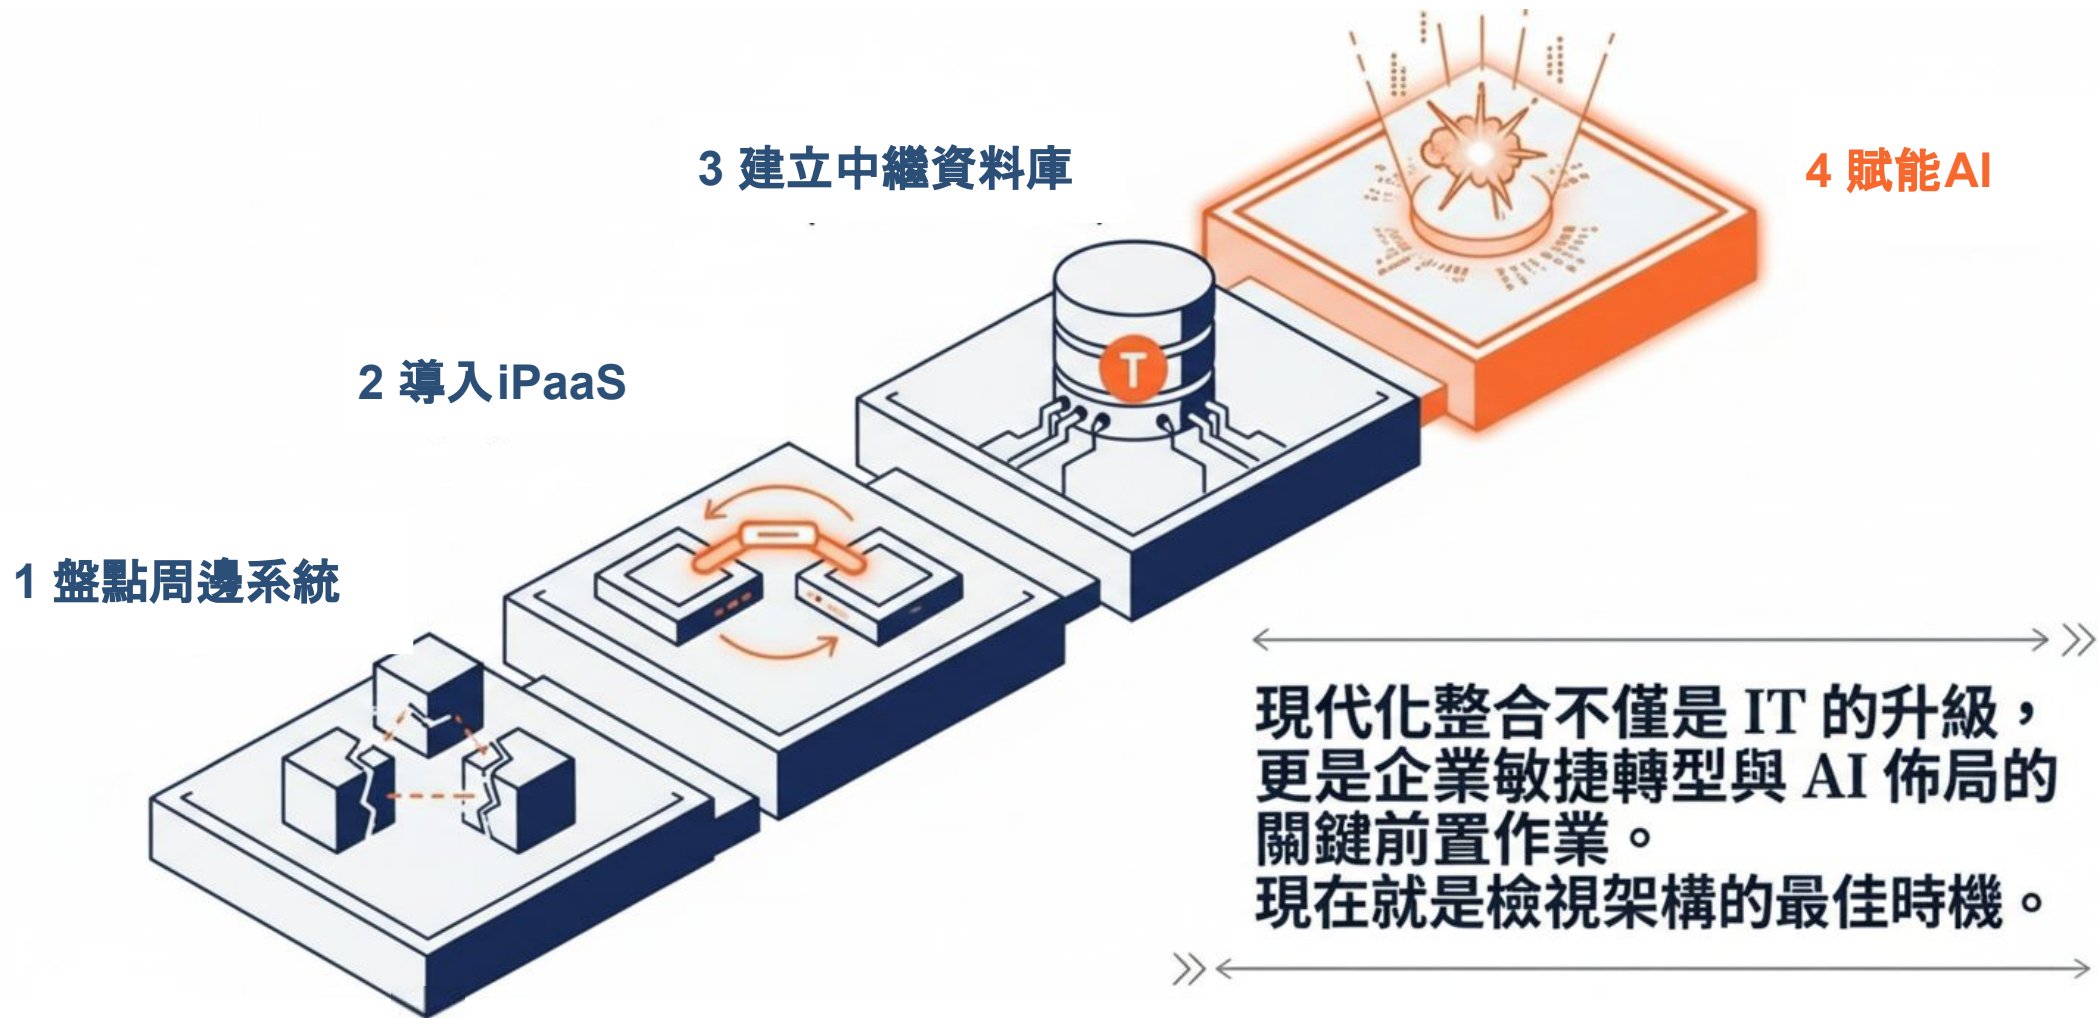 3 建立中繼資料庫
4 賦能AI
2 導入iPaaS
T
1 盤點周邊系統
現代化整合不僅是 IT 的升級，
更是企業敏捷轉型與 AI 佈局的
關鍵前置作業。
現在就是檢視架構的最佳時機。